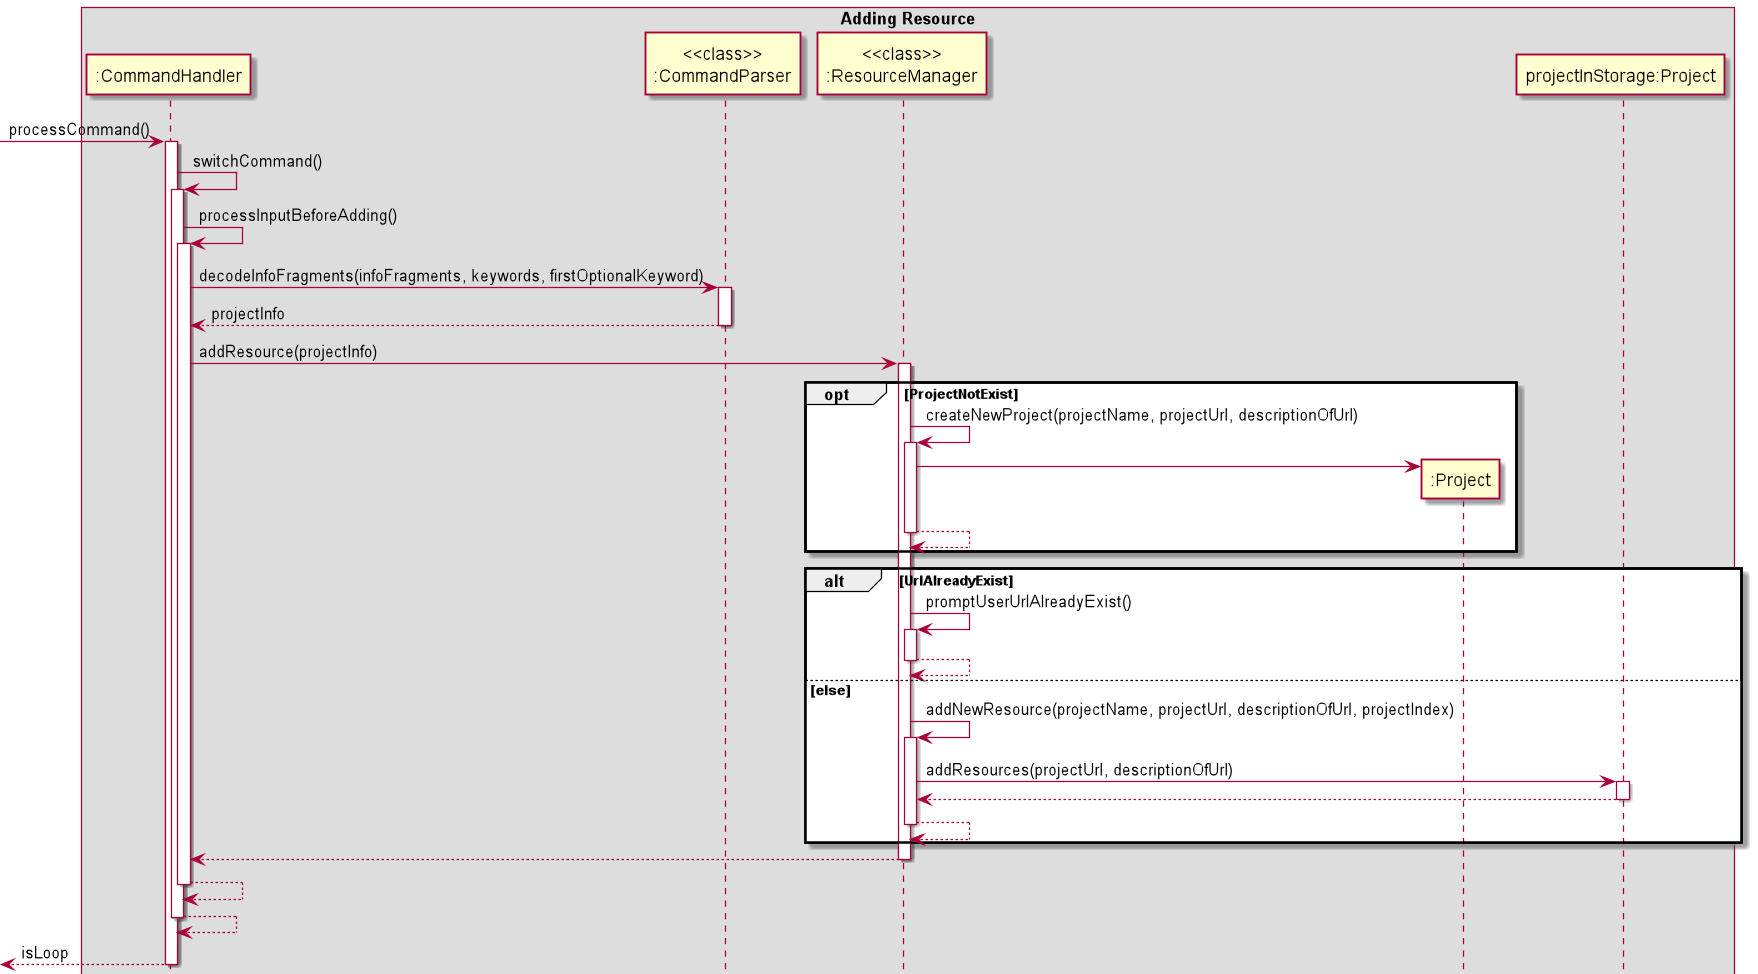 Adding Resource
:CommandHandler
<<class>>
:CommandParser
<<class>>
:ResourceManager
projectInStorage:Project
processCommand()
switchCommand()
processInputBeforeAdding()
decodeInfoFragments(infoFragments, keywords, firstOptionalKeyword)
projectInfo
addResource(projectInfo)
opt [ProjectNotExist]
createNewProject(projectName, projectUrl, descriptionOfUrl)
:Project
alt [UrlAlreadyExist]
promptUserUrlAlreadyExist()
[else]
addNewResource(projectName, projectUrl, descriptionOfUrl, projectIndex)
addResources(projectUrl, descriptionOfUrl)
isLoop